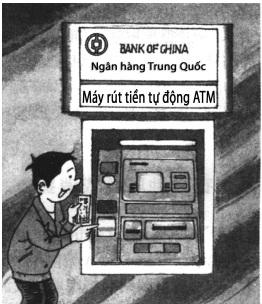 BANK OF CHINA
Ngân hàng Trung Quốc
Máy rút tiền tự động ATM